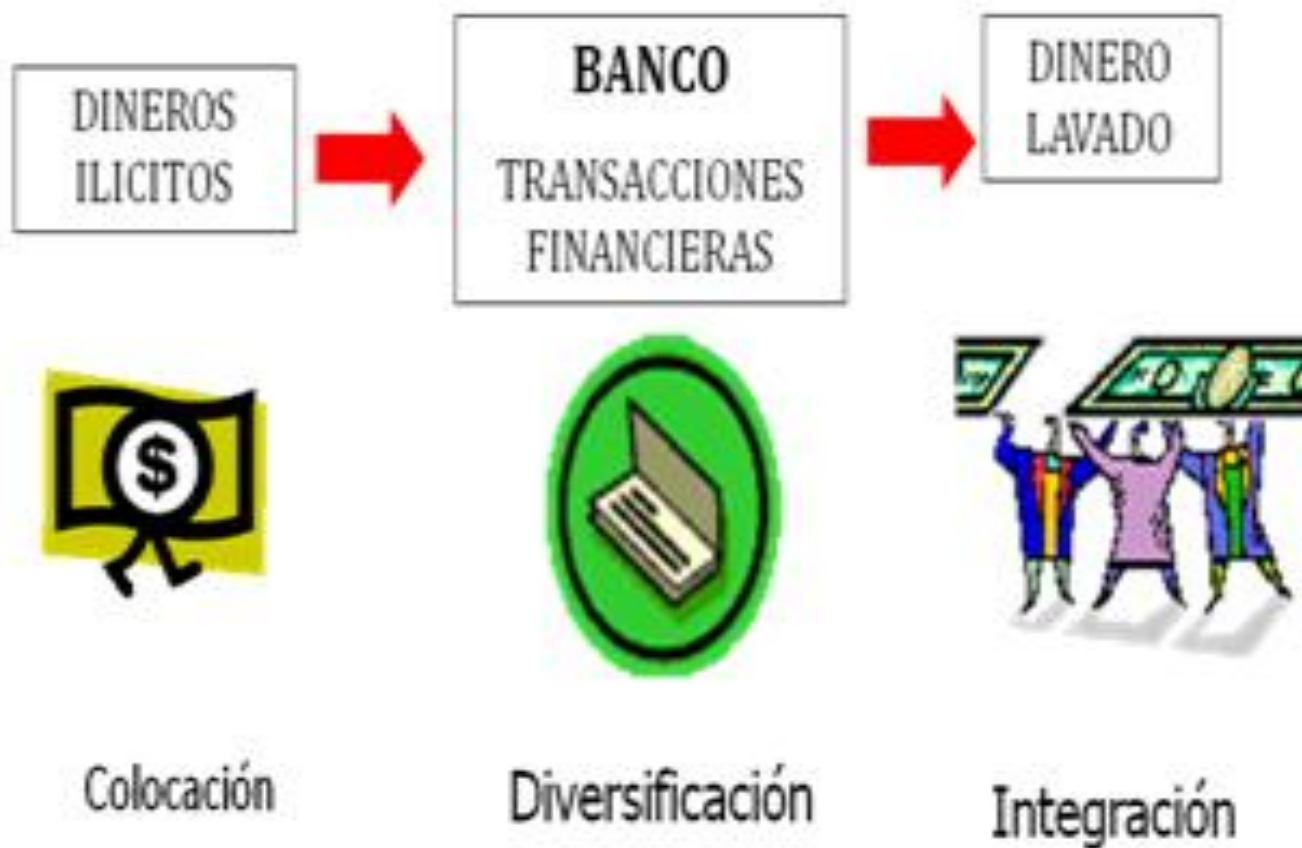 DINEROS
ILICITOS
BANCO
TRANSACCIONES
FINANCIERAS
DINERO
LAVADO
$
Colocación
Diversificación
Integración